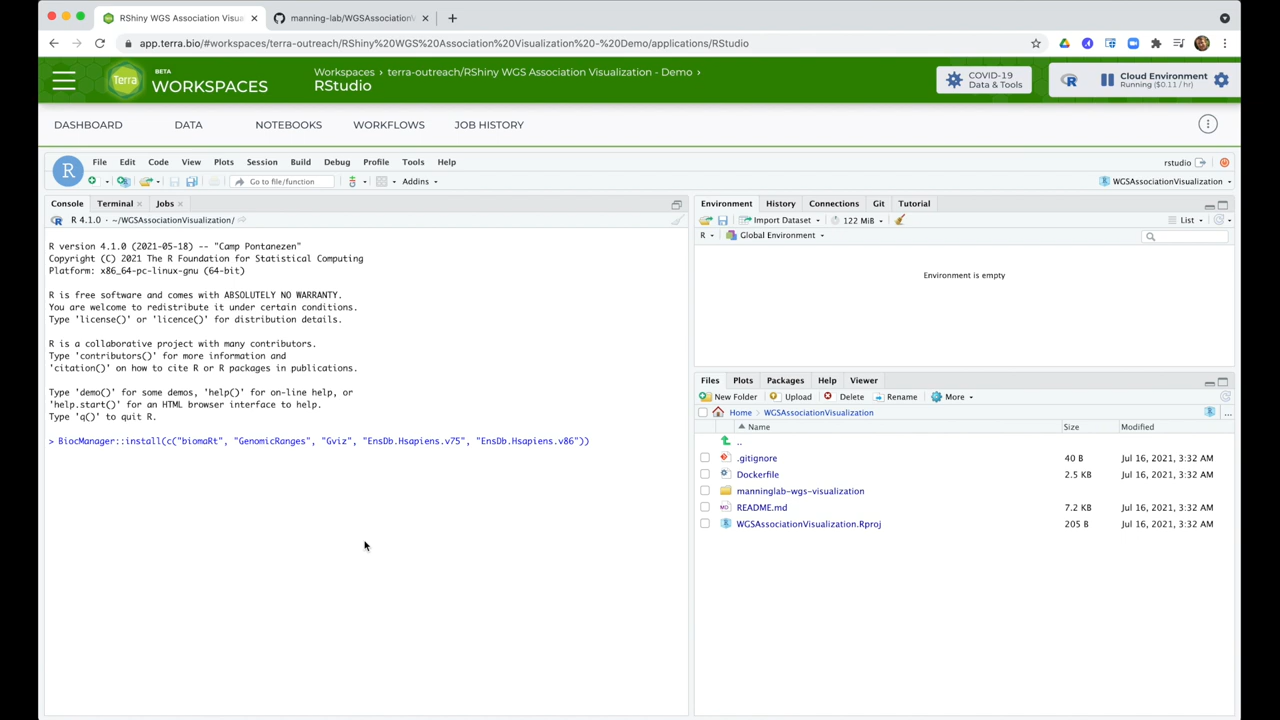 RShiny WGS Association Visua
manning-lab/WGSAssociationV
app.terra.bio/#workspaces/terra-outreach/RShiny%20WGS%20Association%20Visualization%20-%20Demo/applications/RStudio
Terra
BETA
WORKSPACES
Workspaces › terra-outreach/RShiny WGS Association Visualization - Demo ›
RStudio
COVID-19
Data & Tools
R
Cloud Environment
Running ($0.11 / hr)
DASHBOARD DATA NOTEBOOKS WORKFLOWS JOB HISTORY
R
File Edit Code View Plots Session Build Debug Profile Tools Help
rstudio
Go to file/function
Addins
WGSAssociationVisualization
Console Terminal Jobs
R 4.1.0 · ~/WGSAssociationVisualization/
R version 4.1.0 (2021-05-18) -- "Camp Pontanezen"
Copyright (C) 2021 The R Foundation for Statistical Computing
Platform: x86_64-pc-linux-gnu (64-bit)
R is free software and comes with ABSOLUTELY NO WARRANTY.
You are welcome to redistribute it under certain conditions.
Type 'license()' or 'licence()' for distribution details.
R is a collaborative project with many contributors.
Type 'contributors()' for more information and
'citation()' on how to cite R or R packages in publications.
Type 'demo()' for some demos, 'help()' for on-line help, or
'help.start()' for an HTML browser interface to help.
Type 'q()' to quit R.
> BiocManager::install(c("biomaRt", "GenomicRanges", "Gviz", "EnsDb.Hsapiens.v75", "EnsDb.Hsapiens.v86"))
Environment History Connections Git Tutorial
Import Dataset
122 MiB
List
R
Global Environment
Environment is empty
Files Plots Packages Help Viewer
New Folder Upload Delete Rename More
Home › WGSAssociationVisualization
Name Size Modified
..
.gitignore 40 B Jul 16, 2021, 3:32 AM
Dockerfile 2.5 KB Jul 16, 2021, 3:32 AM
manninglab-wgs-visualization
README.md 7.2 KB Jul 16, 2021, 3:32 AM
WGSAssociationVisualization.Rproj 205 B Jul 16, 2021, 3:32 AM